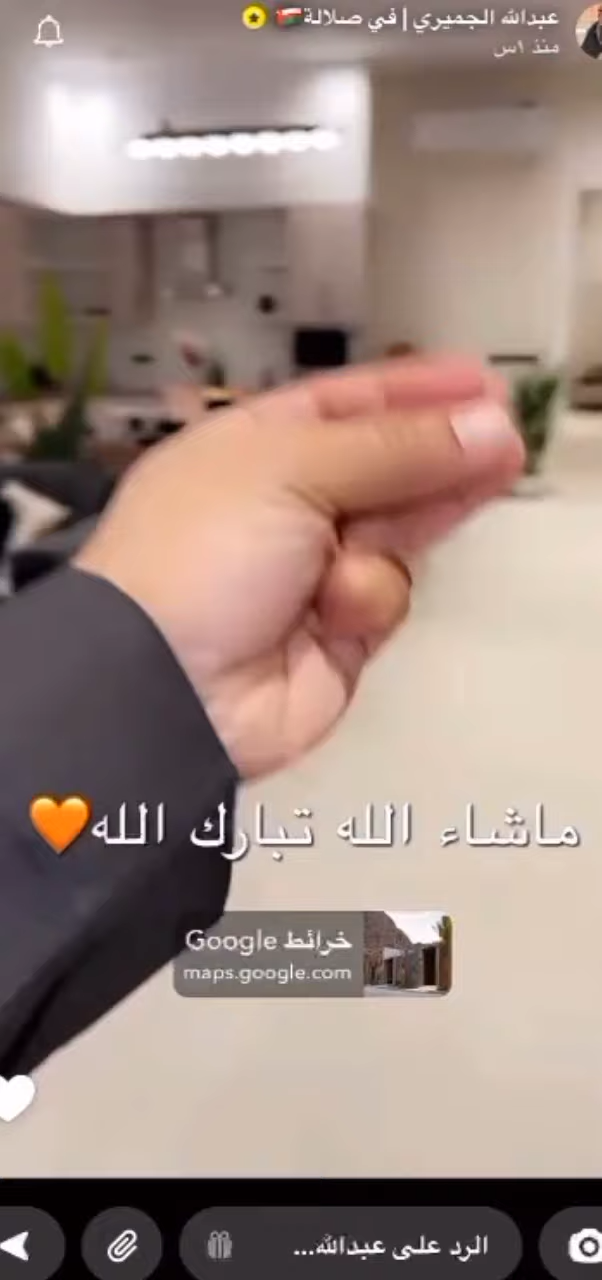 عبدالله الجميري | في صلالة🇴🇲
منذ ١س
ماشاء الله تبارك الله🧡
خرائط Google
maps.google.com
الرد على عبدالله...